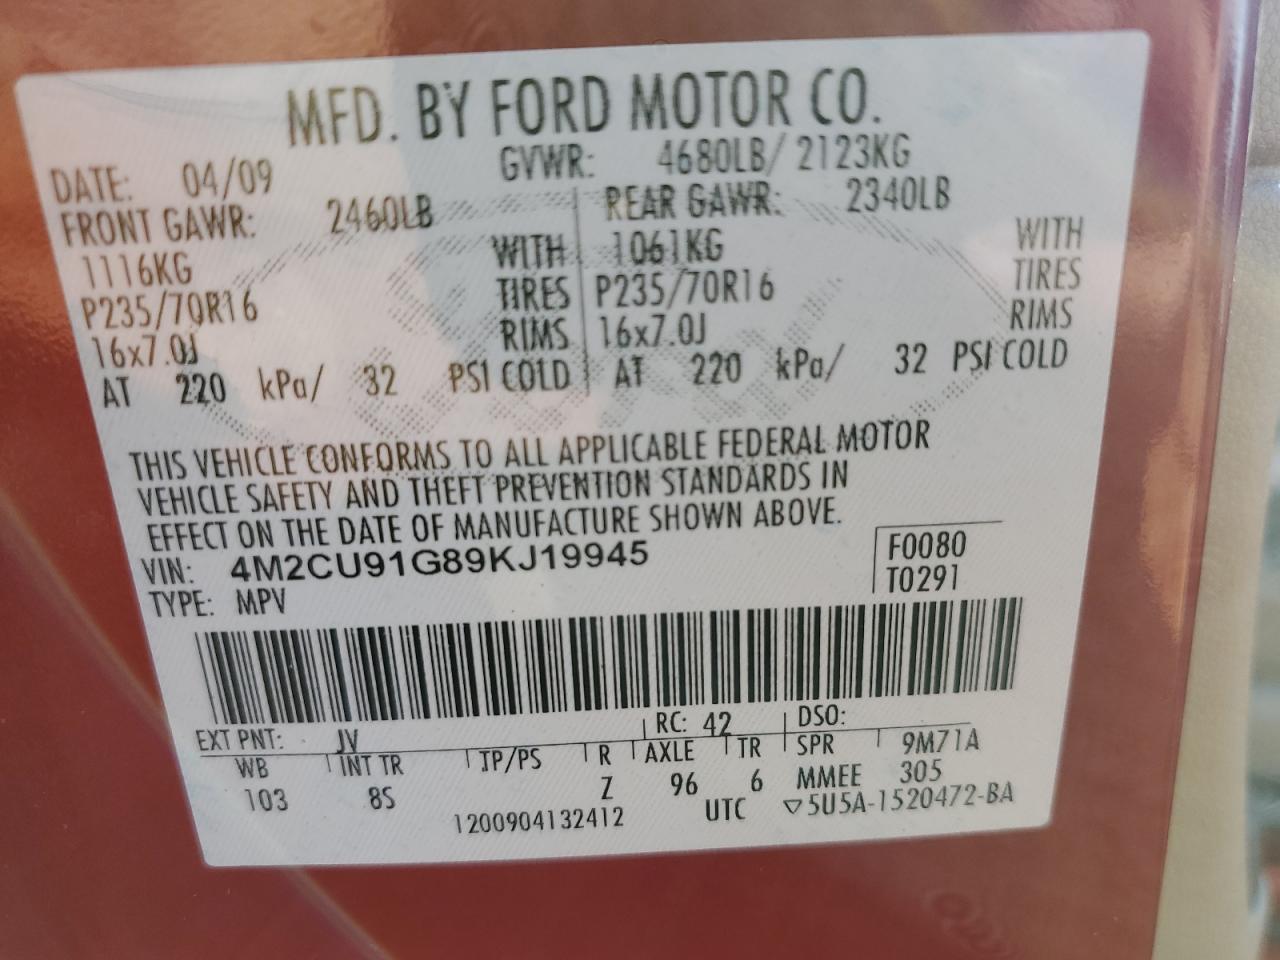 MFD. BY FORD MOTOR CO.
DATE: 04/09 GVWR: 4680LB/ 2123KG
FRONT GAWR: 2460LB REAR GAWR: 2340LB
1116KG WITH 1061KG WITH
P235/70R16 TIRES P235/70R16 TIRES
16x7.0J RIMS 16x7.0J RIMS
AT 220 kPa/ 32 PSI COLD AT 220 kPa/ 32 PSI COLD
THIS VEHICLE CONFORMS TO ALL APPLICABLE FEDERAL MOTOR
VEHICLE SAFETY AND THEFT PREVENTION STANDARDS IN
EFFECT ON THE DATE OF MANUFACTURE SHOWN ABOVE.
VIN: 4M2CU91G89KJ19945 F0080
TYPE: MPV T0291
EXT PNT: JV RC: 42 DSO:
WB INT TR TP/PS R AXLE TR SPR 9M71A
103 8S Z 96 6 MMEE 305
1200904132412 UTC ▽5U5A-1520472-BA